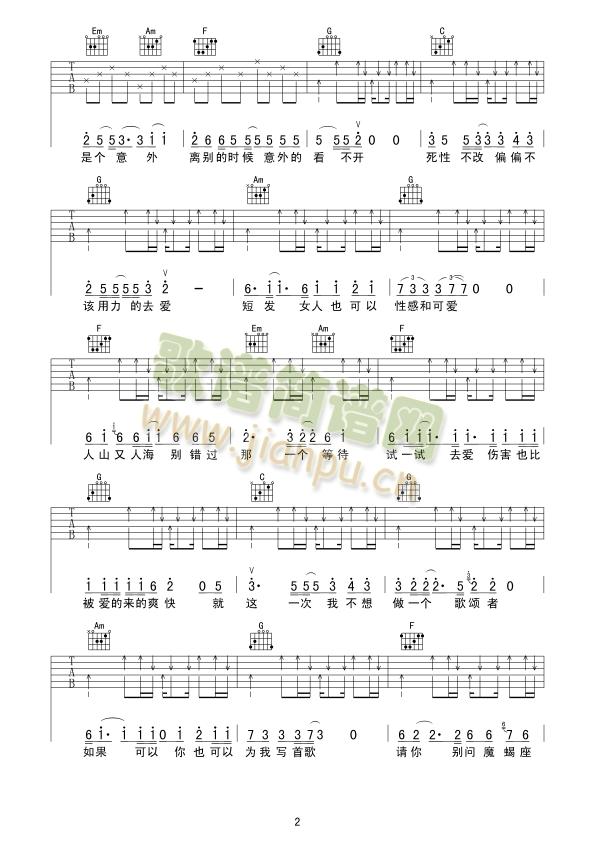 Em Am F G C
T A B
2 5 5 5 3· 3 i i | 2 6 6 5 5 5 5 5 5 | 5 5 5 2 0 0 | 3 5 5 3 3 3 4 3
是个 意 外 离别的时候 意外的 看 不开 死性 不改 偏偏不
G Am G
T A B
2 5 5 5 5 3 2 – | 6· i i· i i 2 i | 7 3 3 3 7 7 0 0
该用力 的去 爱 短 发 女人 也 可以 性感和可爱
F Em Am F
T A B
6 i 6 6 i i 6 6 5 | 2· 3 2 2 6 i | 6 i i i· i i i i
人山又人海 别 错过 那 一个 等待 试一试 去爱 伤害也比
歌谱简谱网
www.jianpu.cn
G C G
T A B
i i i i i 6 2 0 5 | 3· 5 5 5 3 4 3 | 3 2 2 2· 5 2 2 0
被 爱的来的爽 快 就 这 一次 我 不想 做一个 歌颂者
Am G F
T A B
6 i· i i i 0 i 2 i i | 7 3 3 3 7 3 0 | 6 2 2· 2 6 6 7 6
如果 可以 你也可以 为我 写首歌 请你 别问 魔 蝎座
2